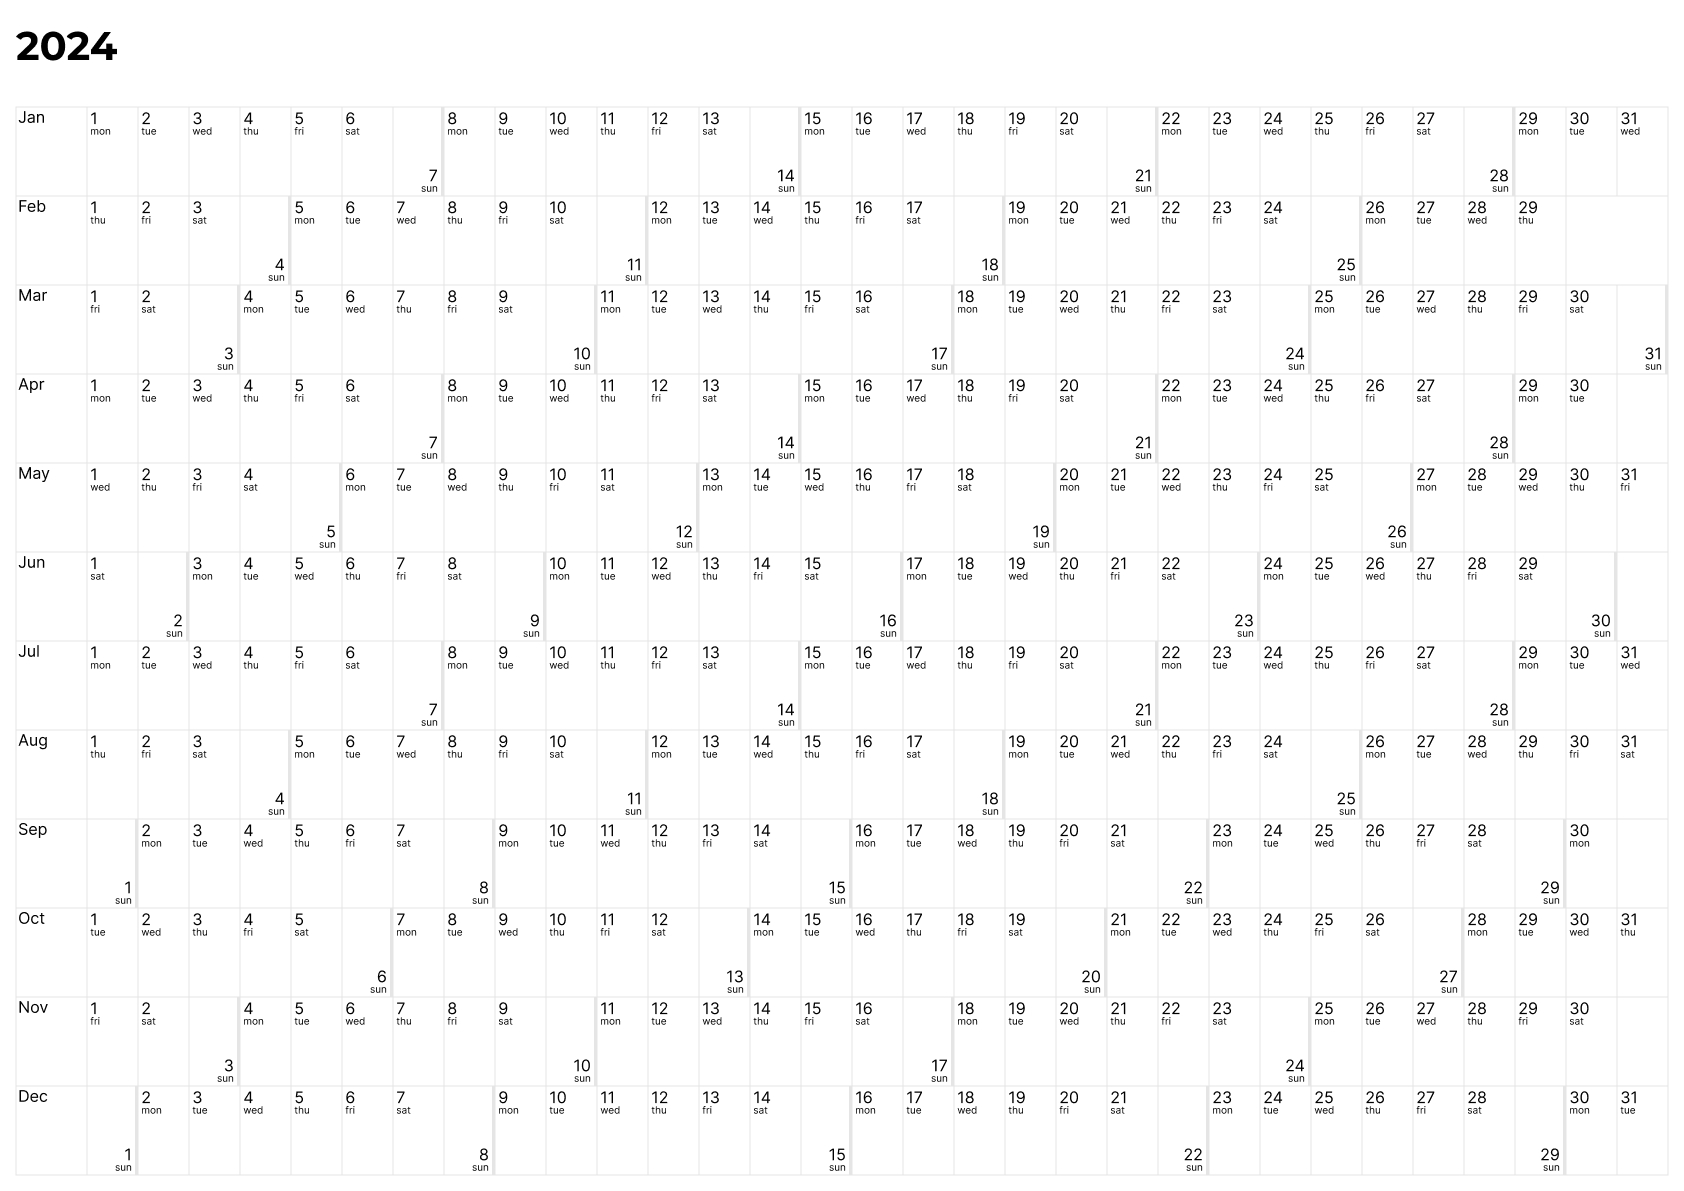 2024
Jan 1 2 3 4 5 6 8 9 10 11 12 13 15 16 17 18 19 20 22 23 24 25 26 27 29 30 31
mon tue wed thu fri sat mon tue wed thu fri sat mon tue wed thu fri sat mon tue wed thu fri sat mon tue wed
7 14 21 28
sun sun sun sun
Feb 1 2 3 5 6 7 8 9 10 12 13 14 15 16 17 19 20 21 22 23 24 26 27 28 29
thu fri sat mon tue wed thu fri sat mon tue wed thu fri sat mon tue wed thu fri sat mon tue wed thu
4 11 18 25
sun sun sun sun
Mar 1 2 4 5 6 7 8 9 11 12 13 14 15 16 18 19 20 21 22 23 25 26 27 28 29 30
fri sat mon tue wed thu fri sat mon tue wed thu fri sat mon tue wed thu fri sat mon tue wed thu fri sat
3 10 17 24 31
sun sun sun sun sun
Apr 1 2 3 4 5 6 8 9 10 11 12 13 15 16 17 18 19 20 22 23 24 25 26 27 29 30
mon tue wed thu fri sat mon tue wed thu fri sat mon tue wed thu fri sat mon tue wed thu fri sat mon tue
7 14 21 28
sun sun sun sun
May 1 2 3 4 6 7 8 9 10 11 13 14 15 16 17 18 20 21 22 23 24 25 27 28 29 30 31
wed thu fri sat mon tue wed thu fri sat mon tue wed thu fri sat mon tue wed thu fri sat mon tue wed thu fri
5 12 19 26
sun sun sun sun
Jun 1 3 4 5 6 7 8 10 11 12 13 14 15 17 18 19 20 21 22 24 25 26 27 28 29
sat mon tue wed thu fri sat mon tue wed thu fri sat mon tue wed thu fri sat mon tue wed thu fri sat
2 9 16 23 30
sun sun sun sun sun
Jul 1 2 3 4 5 6 8 9 10 11 12 13 15 16 17 18 19 20 22 23 24 25 26 27 29 30 31
mon tue wed thu fri sat mon tue wed thu fri sat mon tue wed thu fri sat mon tue wed thu fri sat mon tue wed
7 14 21 28
sun sun sun sun
Aug 1 2 3 5 6 7 8 9 10 12 13 14 15 16 17 19 20 21 22 23 24 26 27 28 29 30 31
thu fri sat mon tue wed thu fri sat mon tue wed thu fri sat mon tue wed thu fri sat mon tue wed thu fri sat
4 11 18 25
sun sun sun sun
Sep 2 3 4 5 6 7 9 10 11 12 13 14 16 17 18 19 20 21 23 24 25 26 27 28 30
mon tue wed thu fri sat mon tue wed thu fri sat mon tue wed thu fri sat mon tue wed thu fri sat mon
1 8 15 22 29
sun sun sun sun sun
Oct 1 2 3 4 5 7 8 9 10 11 12 14 15 16 17 18 19 21 22 23 24 25 26 28 29 30 31
tue wed thu fri sat mon tue wed thu fri sat mon tue wed thu fri sat mon tue wed thu fri sat mon tue wed thu
6 13 20 27
sun sun sun sun
Nov 1 2 4 5 6 7 8 9 11 12 13 14 15 16 18 19 20 21 22 23 25 26 27 28 29 30
fri sat mon tue wed thu fri sat mon tue wed thu fri sat mon tue wed thu fri sat mon tue wed thu fri sat
3 10 17 24
sun sun sun sun
Dec 2 3 4 5 6 7 9 10 11 12 13 14 16 17 18 19 20 21 23 24 25 26 27 28 30 31
mon tue wed thu fri sat mon tue wed thu fri sat mon tue wed thu fri sat mon tue wed thu fri sat mon tue
1 8 15 22 29
sun sun sun sun sun